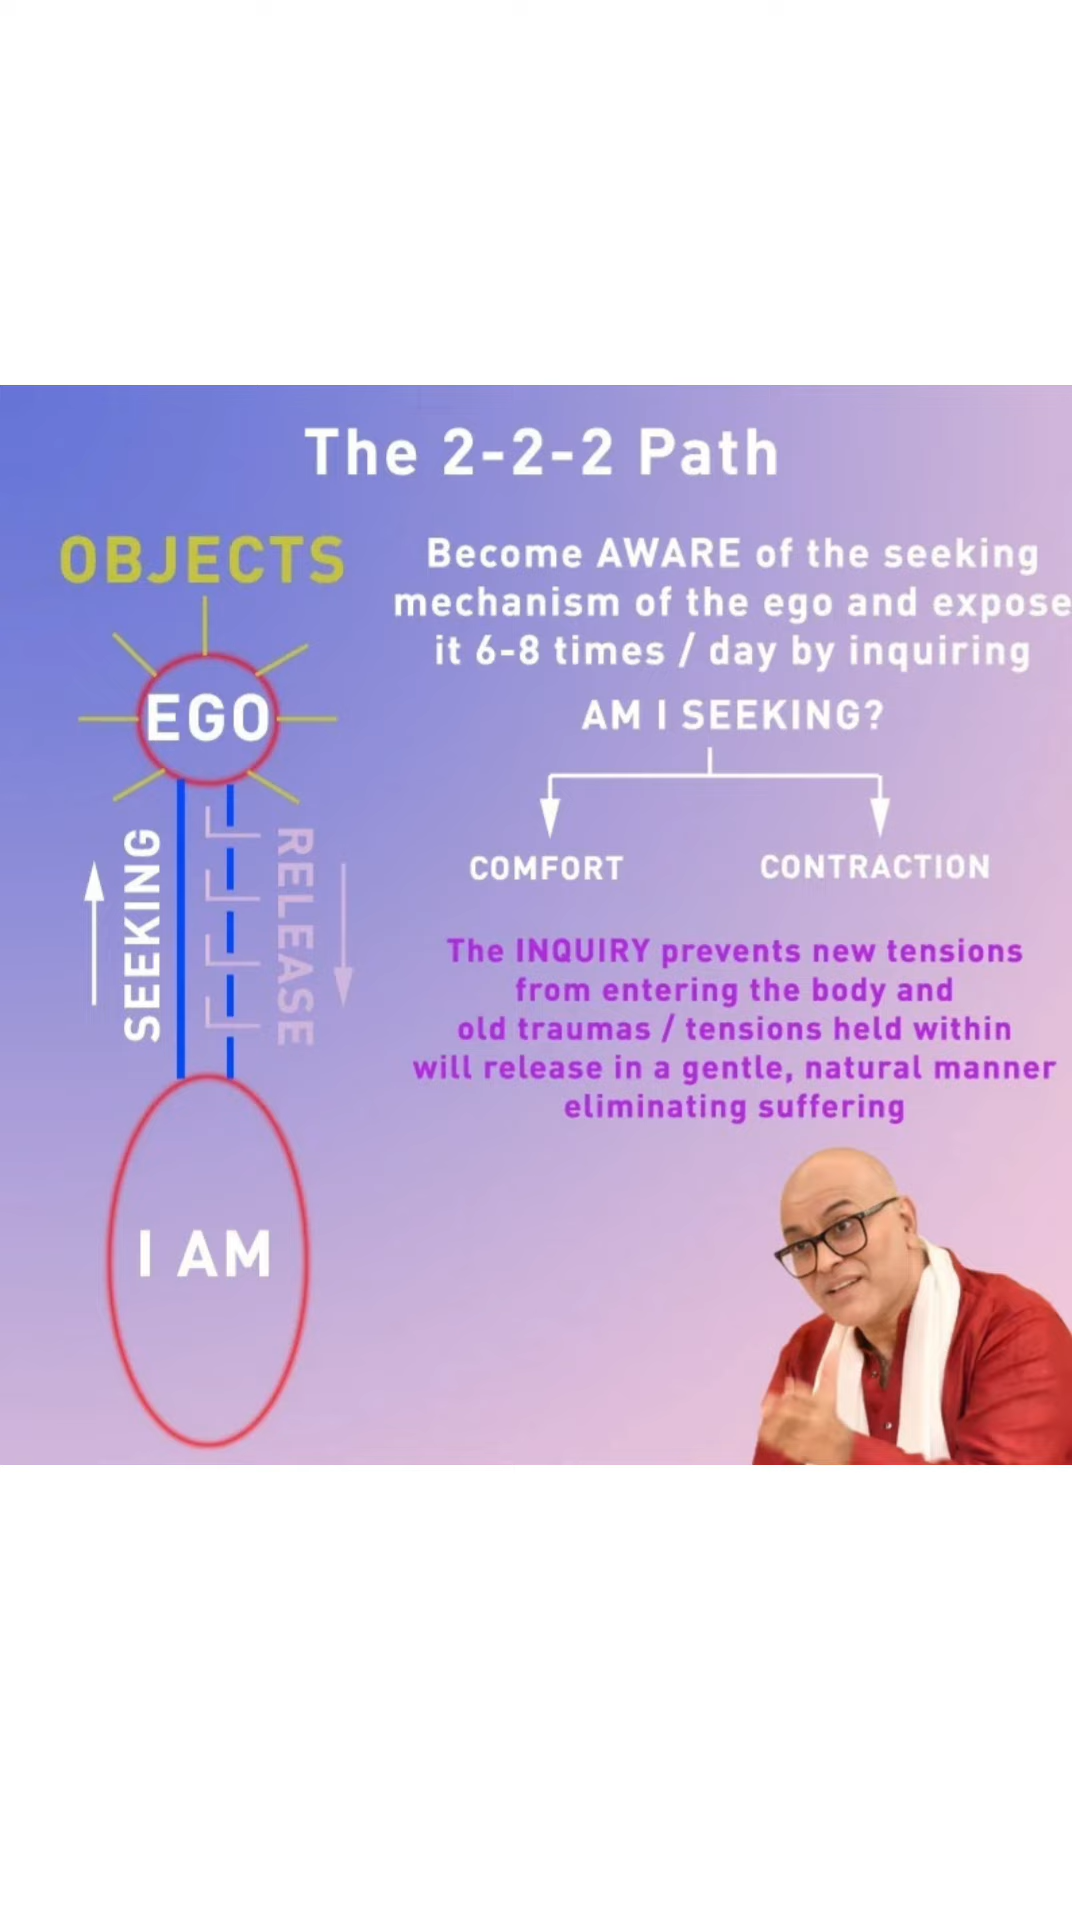 The 2-2-2 Path
OBJECTS
EGO
SEEKING
RELEASE
I AM
Become AWARE of the seeking
mechanism of the ego and expose
it 6-8 times / day by inquiring
AM I SEEKING?
COMFORT
CONTRACTION
The INQUIRY prevents new tensions
from entering the body and
old traumas / tensions held within
will release in a gentle, natural manner
eliminating suffering